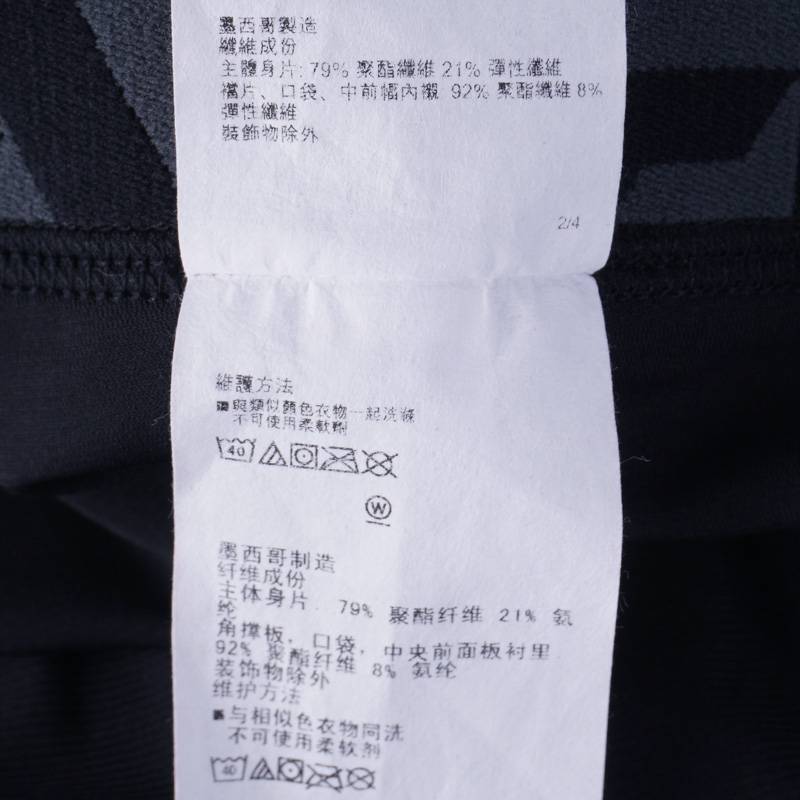 墨西哥製造
纖維成份
主體身片: 79% 聚酯纖維 21% 彈性纖維
襠片、口袋、中前幅內襯: 92% 聚酯纖維 8%
彈性纖維
裝飾物除外
2/4
維護方法
與類似顏色衣物一起洗滌
不可使用柔軟劑
40
W
墨西哥制造
纤维成份
主体身片: 79% 聚酯纤维 21% 氨
纶
角撑板, 口袋, 中央前面板衬里:
92% 聚酯纤维 8% 氨纶
装饰物除外
维护方法
与相似色衣物同洗
不可使用柔软剂
40